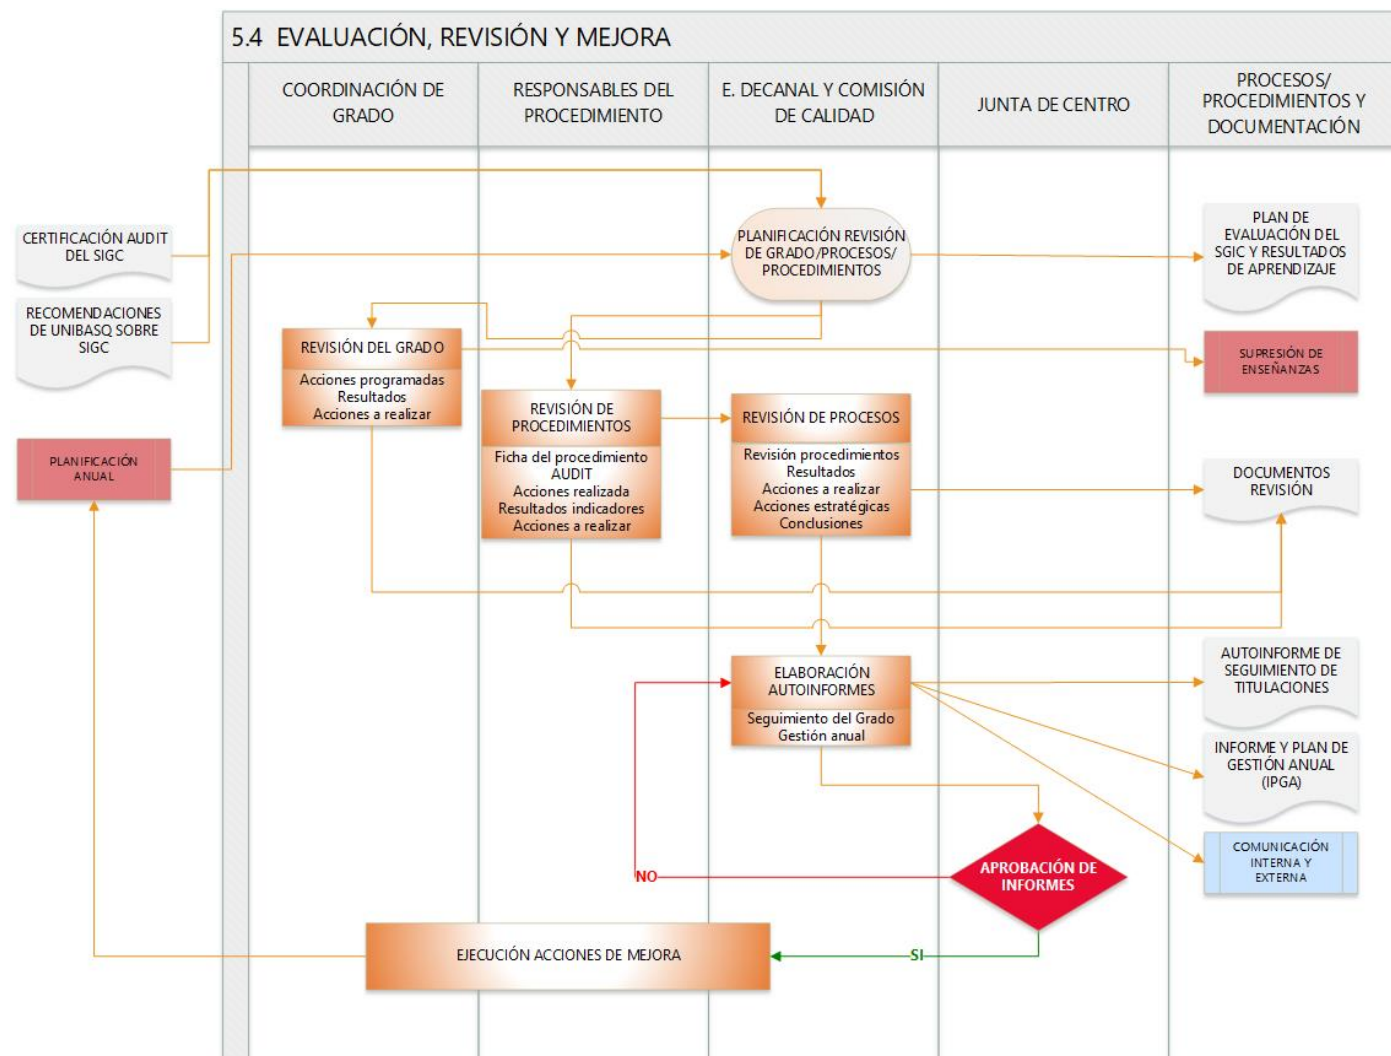 5.4 EVALUACIÓN, REVISIÓN Y MEJORA
COORDINACIÓN DE
GRADO
RESPONSABLES DEL
PROCEDIMIENTO
E. DECANAL Y COMISIÓN
DE CALIDAD
JUNTA DE CENTRO
PROCESOS/
PROCEDIMIENTOS Y
DOCUMENTACIÓN
CERTIFICACIÓN AUDIT
DEL SIGC
RECOMENDACIONES
DE UNIBASQ SOBRE
SIGC
PLANIFICACIÓN
ANUAL
PLANIFICACIÓN REVISIÓN
DE GRADO/PROCESOS/
PROCEDIMIENTOS
PLAN DE
EVALUACIÓN DEL
SGIC Y RESULTADOS
DE APRENDIZAJE
REVISIÓN DEL GRADO
Acciones programadas
Resultados
Acciones a realizar
SUPRESIÓN DE
ENSEÑANZAS
REVISIÓN DE
PROCEDIMIENTOS
Ficha del procedimiento
AUDIT
Acciones realizada
Resultados indicadores
Acciones a realizar
REVISIÓN DE PROCESOS
Revisión procedimientos
Resultados
Acciones a realizar
Acciones estratégicas
Conclusiones
DOCUMENTOS
REVISIÓN
ELABORACIÓN
AUTOINFORMES
Seguimiento del Grado
Gestión anual
AUTOINFORME DE
SEGUIMIENTO DE
TITULACIONES
INFORME Y PLAN DE
GESTIÓN ANUAL
(IPGA)
COMUNICACIÓN
INTERNA Y
EXTERNA
APROBACIÓN DE
INFORMES
NO
SI
EJECUCIÓN ACCIONES DE MEJORA